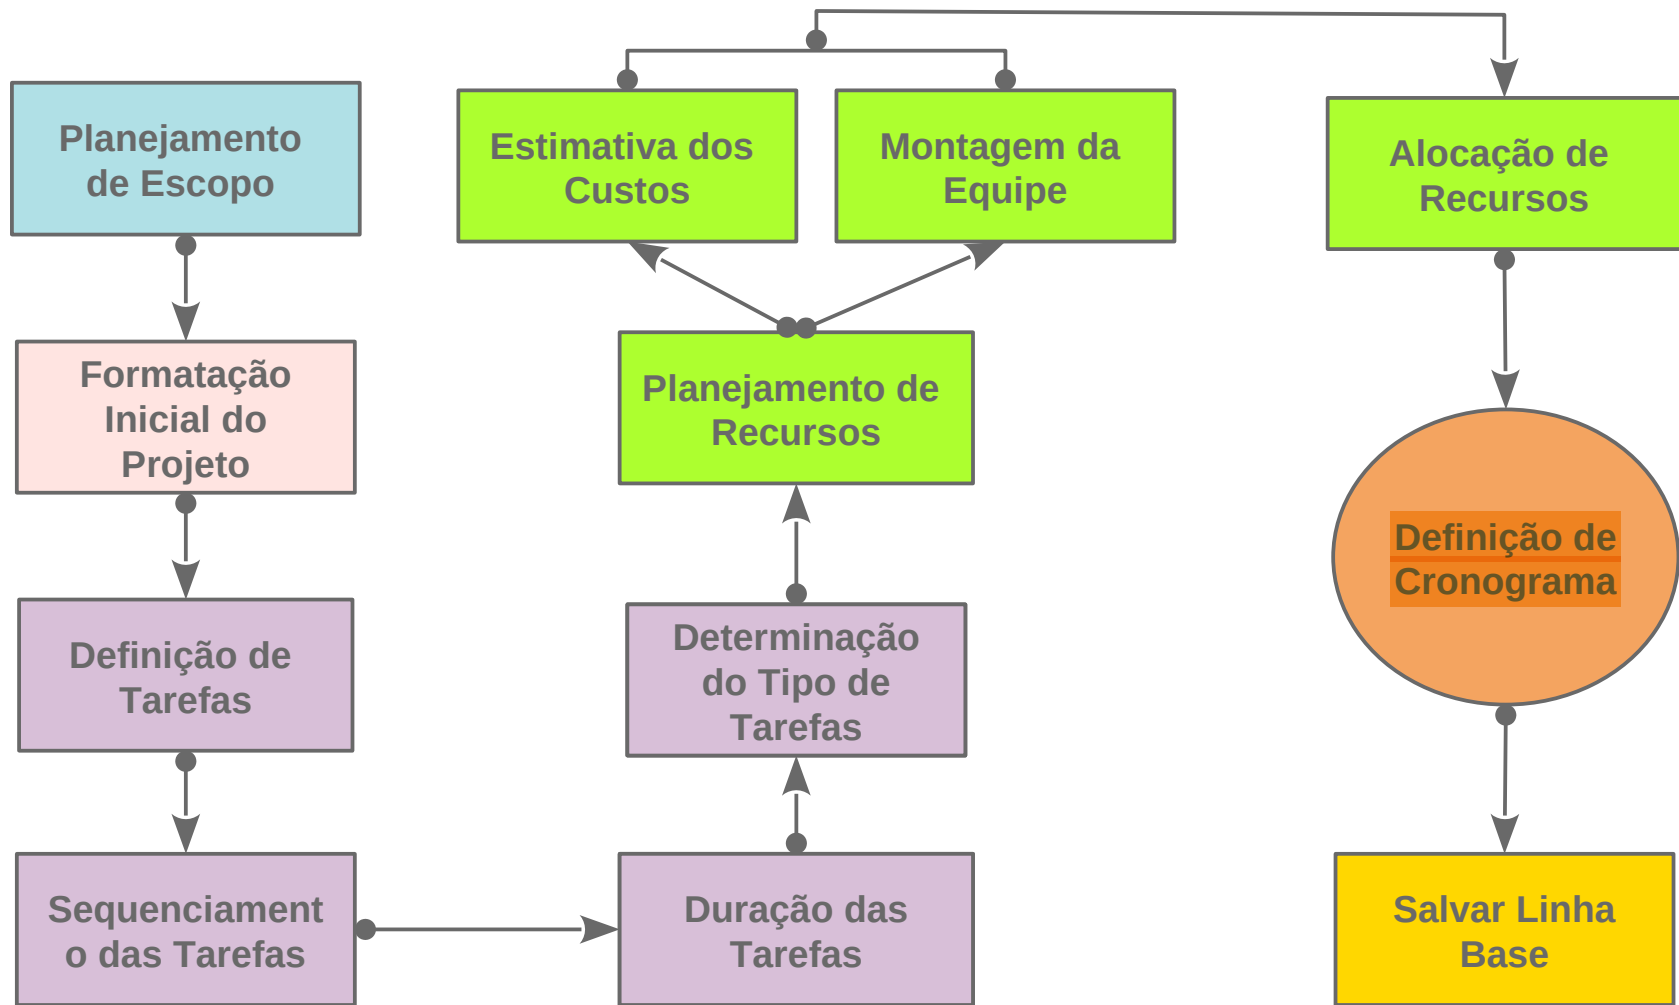 Planejamento
de Escopo
Formatação
Inicial do
Projeto
Definição de
Tarefas
Sequenciament
o das Tarefas
Duração das
Tarefas
Determinação
do Tipo de
Tarefas
Planejamento de
Recursos
Estimativa dos
Custos
Montagem da
Equipe
Alocação de
Recursos
Definição de
Cronograma
Salvar Linha
Base